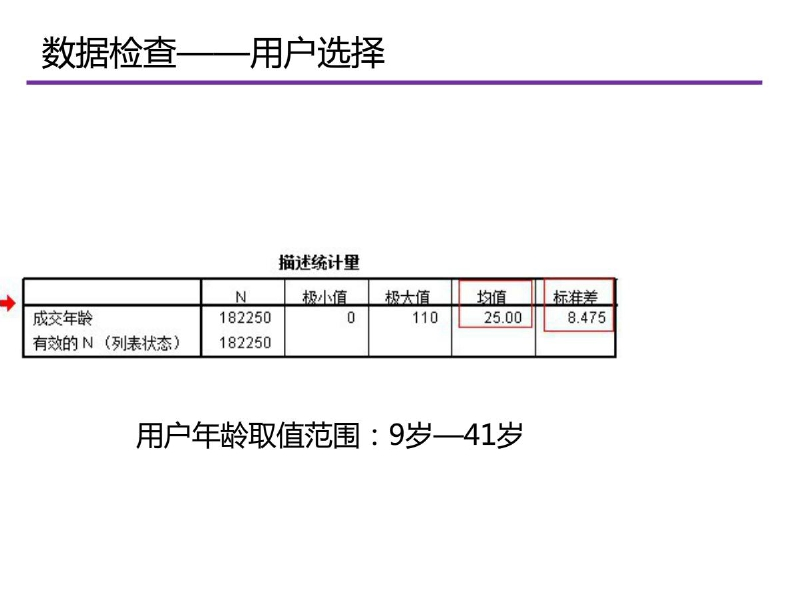 数据检查——用户选择
描述统计量
N 极小值 极大值 均值 标准差
成交年龄 182250 0 110 25.00 8.475
有效的 N （列表状态） 182250
用户年龄取值范围：9岁—41岁